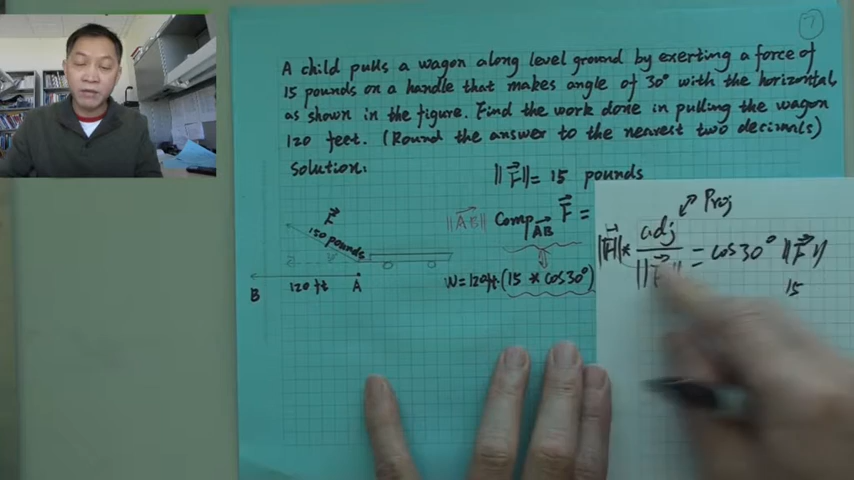 7
A child pulls a wagon along level ground by exerting a force of
15 pounds on a handle that makes angle of 30° with the horizontal
as shown in the figure. Find the work done in pulling the wagon
120 feet. (Round the answer to the nearest two decimals)
Solution:
||F⃗|| = 15 pounds
||AB⃗|| Comp_AB⃗ F⃗ =
W = 120ft · (15 * cos30°)
F⃗
150 pounds
B 120 ft A
Proj
||F⃗|| * adj / ||F⃗|| = cos 30° ||F⃗||
15